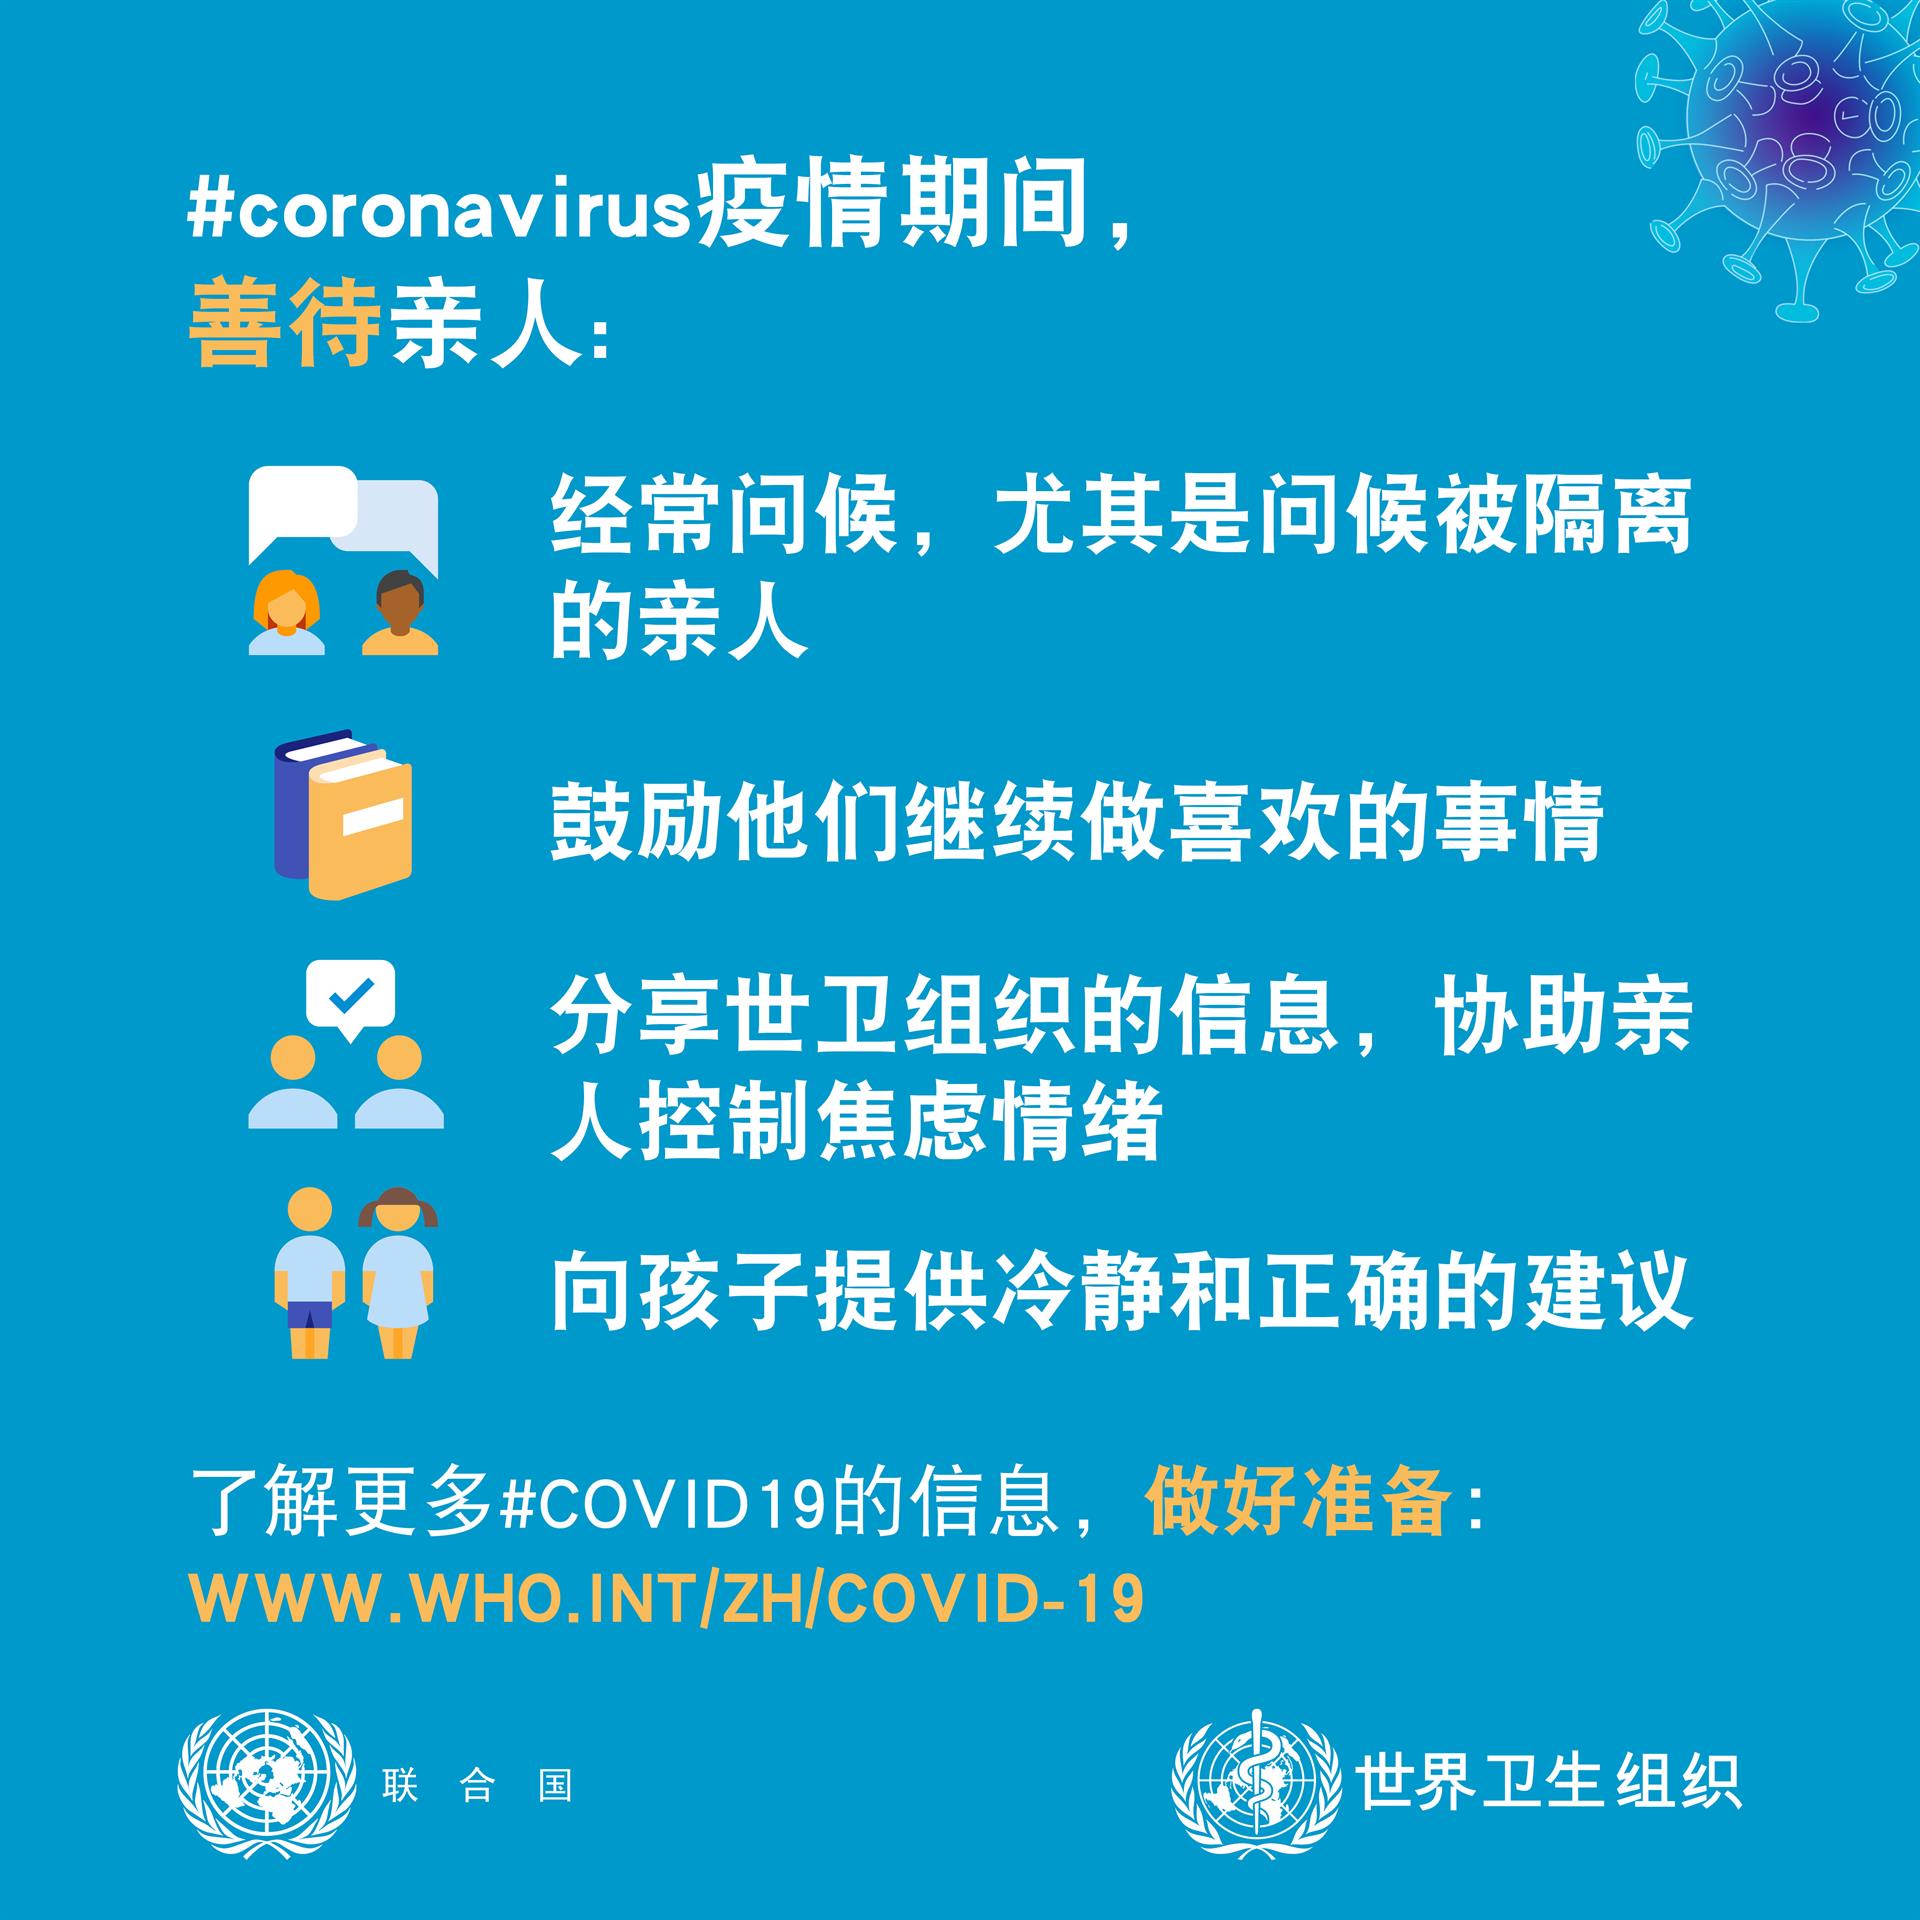 #coronavirus疫情期间，
善待亲人：
经常问候，尤其是问候被隔离
的亲人
鼓励他们继续做喜欢的事情
分享世卫组织的信息，协助亲
人控制焦虑情绪
向孩子提供冷静和正确的建议
了解更多#COVID19的信息，做好准备：
WWW.WHO.INT/ZH/COVID-19
联合国
世界卫生组织